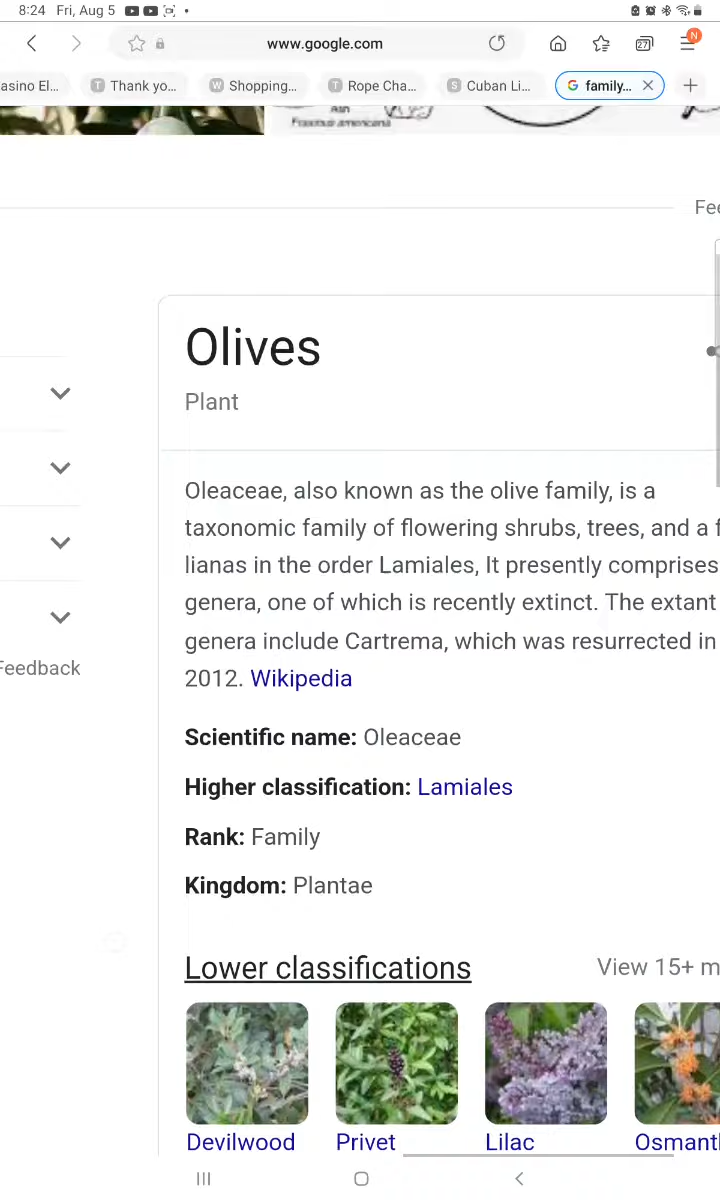 8:24 Fri, Aug 5
www.google.com
27
N
asino El...
T Thank yo...
W Shopping...
T Rope Cha...
S Cuban Li...
G family...
Fraxinus americana
Fee
Olives
Plant
Oleaceae, also known as the olive family, is a
taxonomic family of flowering shrubs, trees, and a f
lianas in the order Lamiales, It presently comprises
genera, one of which is recently extinct. The extant
genera include Cartrema, which was resurrected in
2012. Wikipedia
Feedback
Scientific name: Oleaceae
Higher classification: Lamiales
Rank: Family
Kingdom: Plantae
Lower classifications
View 15+ m
Devilwood
Privet
Lilac
Osmant